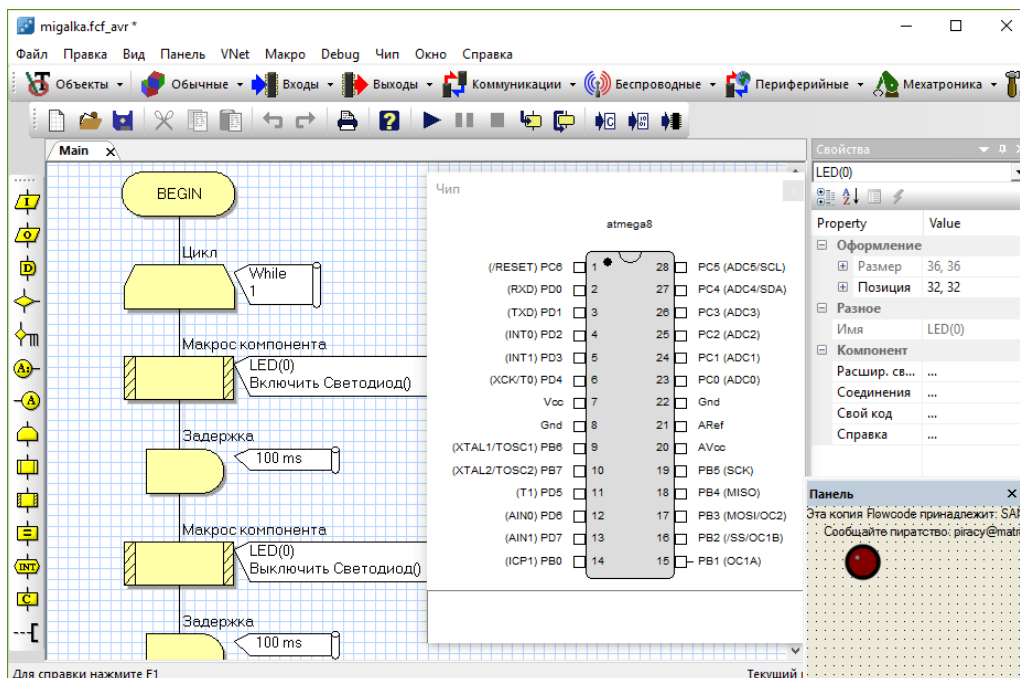 migalka.fcf_avr *
Файл Правка Вид Панель VNet Макро Debug Чип Окно Справка
Объекты Обычные Входы Выходы Коммуникации Беспроводные Периферийные Мехатроника
Main x
BEGIN
Цикл
While
1
Макрос компонента
LED(0)
Включить Светодиод()
Задержка
100 ms
Макрос компонента
LED(0)
Выключить Светодиод()
Задержка
100 ms
Чип
atmega8
(/RESET) PC6 1 28 PC5 (ADC5/SCL)
(RXD) PD0 2 27 PC4 (ADC4/SDA)
(TXD) PD1 3 26 PC3 (ADC3)
(INT0) PD2 4 25 PC2 (ADC2)
(INT1) PD3 5 24 PC1 (ADC1)
(XCK/T0) PD4 6 23 PC0 (ADC0)
Vcc 7 22 Gnd
Gnd 8 21 ARef
(XTAL1/TOSC1) PB6 9 20 AVcc
(XTAL2/TOSC2) PB7 10 19 PB5 (SCK)
(T1) PD5 11 18 PB4 (MISO)
(AIN0) PD6 12 17 PB3 (MOSI/OC2)
(AIN1) PD7 13 16 PB2 (/SS/OC1B)
(ICP1) PB0 14 15 PB1 (OC1A)
Свойства
LED(0)
Property Value
Оформление
Размер 36, 36
Позиция 32, 32
Разное
Имя LED(0)
Компонент
Расшир. св... ...
Соединения ...
Свой код ...
Справка ...
Панель
Эта копия Flowcode принадлежит: SAN
Сообщайте пиратство: piracy@matr
I
O
D
A:
A
=
INT
C
Для справки нажмите F1
Текущий